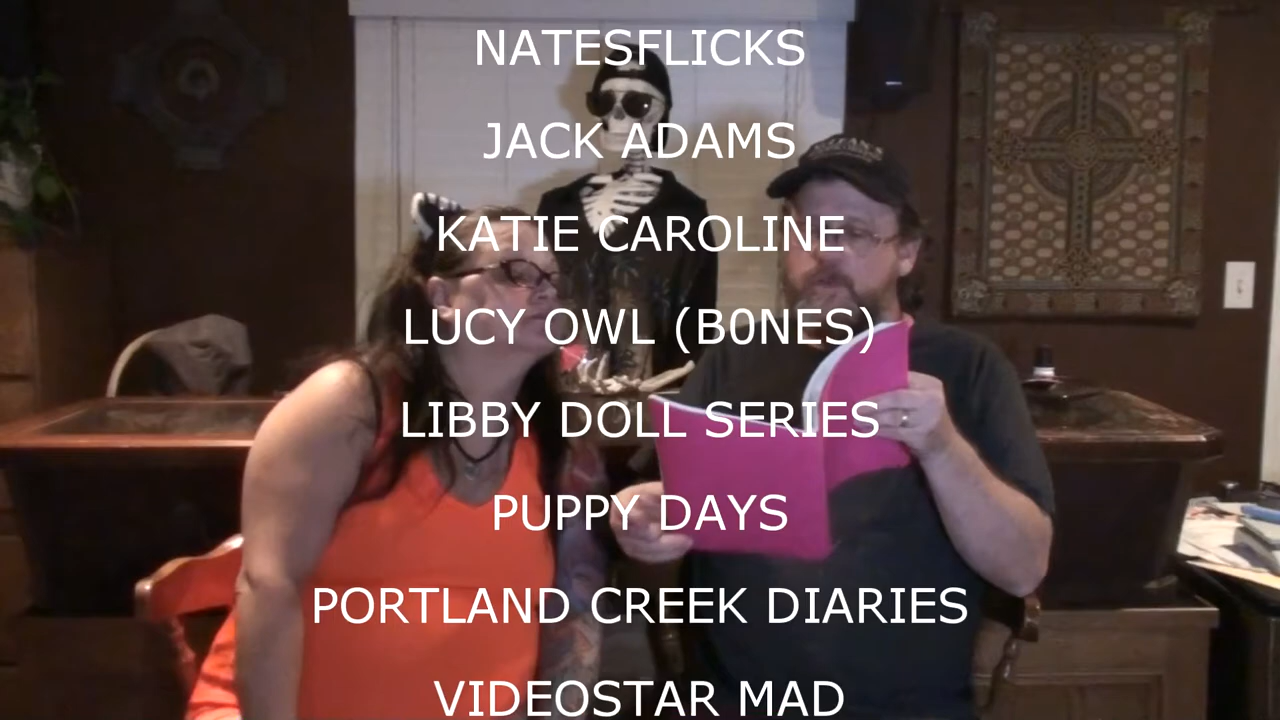 NATESFLICKS
JACK ADAMS
KATIE CAROLINE
LUCY OWL (B0NES)
LIBBY DOLL SERIES
PUPPY DAYS
PORTLAND CREEK DIARIES
VIDEOSTAR MAD